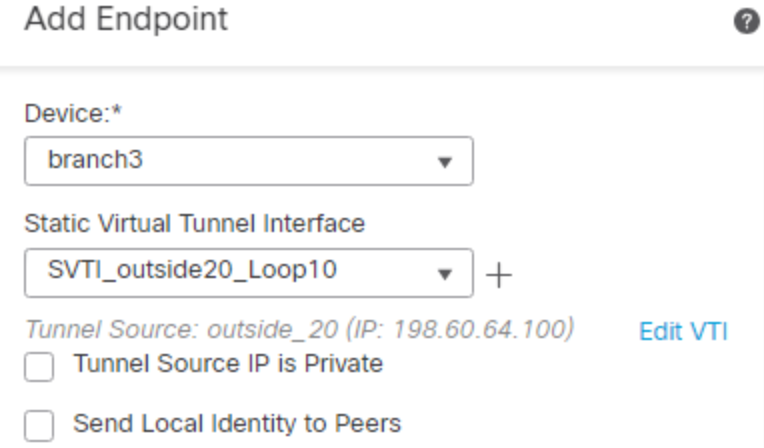 Add Endpoint
?
Device:*
branch3
Static Virtual Tunnel Interface
SVTI_outside20_Loop10
Tunnel Source: outside_20 (IP: 198.60.64.100) Edit VTI
Tunnel Source IP is Private
Send Local Identity to Peers